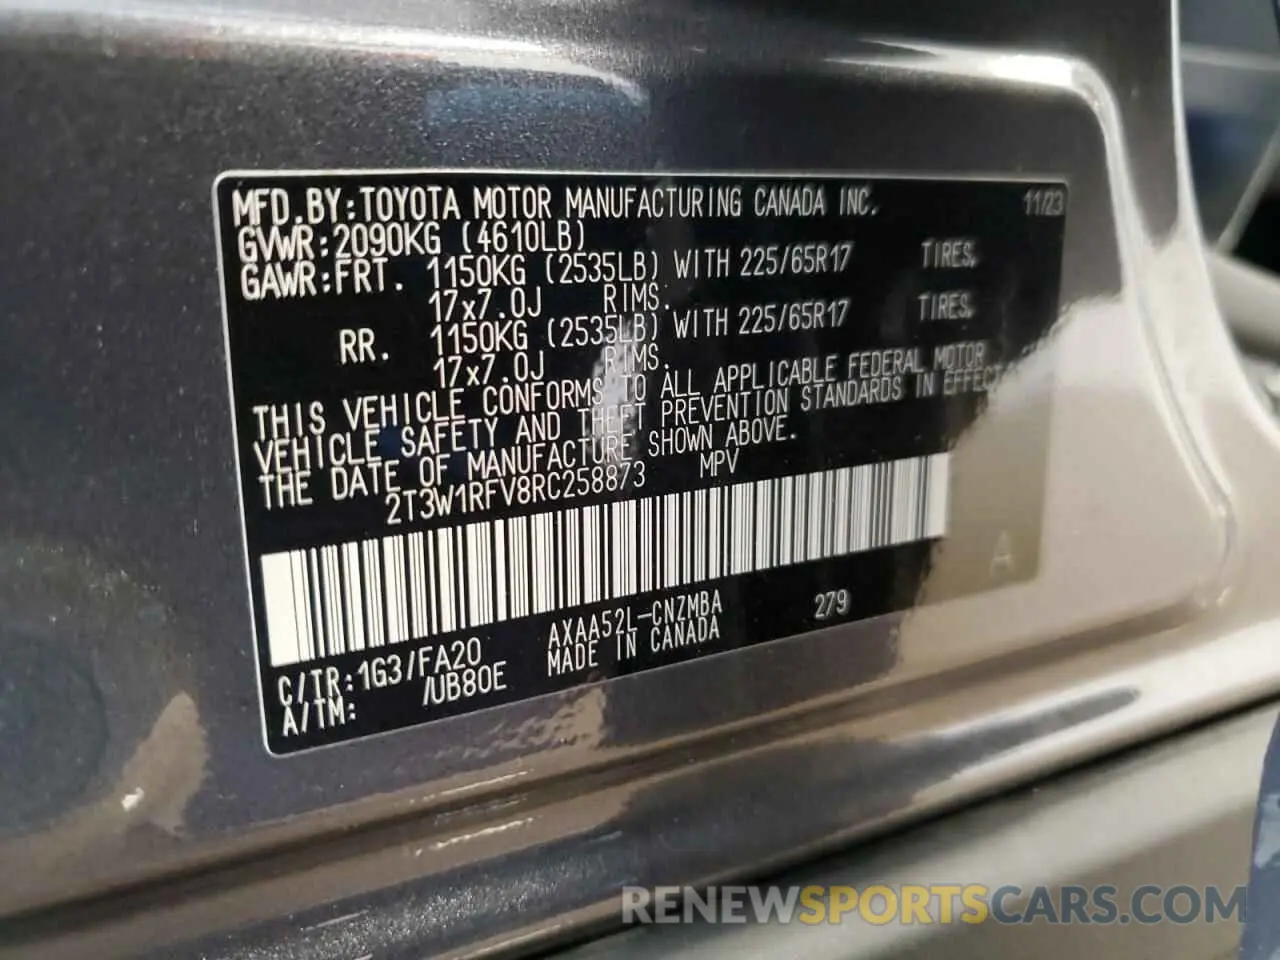 MFD.BY:TOYOTA MOTOR MANUFACTURING CANADA INC. 11/23
GVWR:2090KG (4610LB)
GAWR:FRT. 1150KG (2535LB) WITH 225/65R17 TIRES,
17x7.0J RIMS.
RR. 1150KG (2535LB) WITH 225/65R17 TIRES,
17x7.0J RIMS.
THIS VEHICLE CONFORMS TO ALL APPLICABLE FEDERAL MOTOR
VEHICLE SAFETY AND THEFT PREVENTION STANDARDS IN EFFECT
THE DATE OF MANUFACTURE SHOWN ABOVE.
2T3W1RFV8RC258873 MPV
A
C/TR:1G3/FA20 AXAA52L-CNZMBA 279
A/TM: /UB80E MADE IN CANADA
RENEWSPORTSCARS.COM